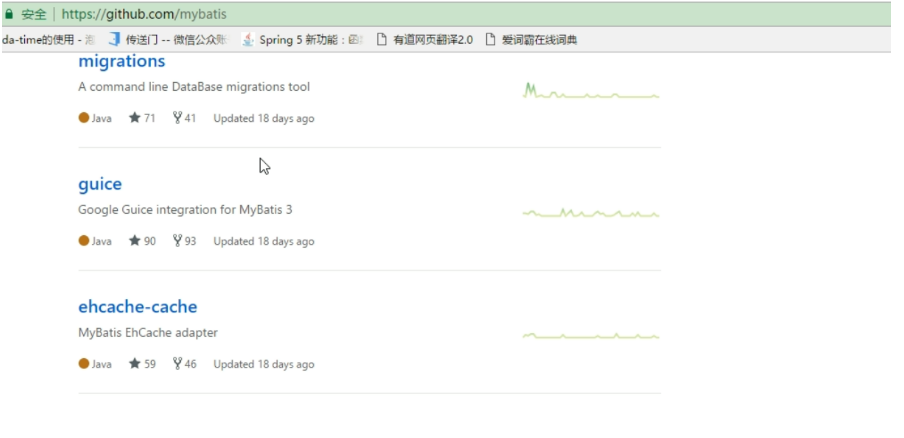 安全 | https://github.com/mybatis
da-time的使用 - 传送门 -- 微信公众账 Spring 5 新功能：函 有道网页翻译2.0 爱词霸在线词典
migrations
A command line DataBase migrations tool
Java 71 41 Updated 18 days ago
guice
Google Guice integration for MyBatis 3
Java 90 93 Updated 18 days ago
ehcache-cache
MyBatis EhCache adapter
Java 59 46 Updated 18 days ago